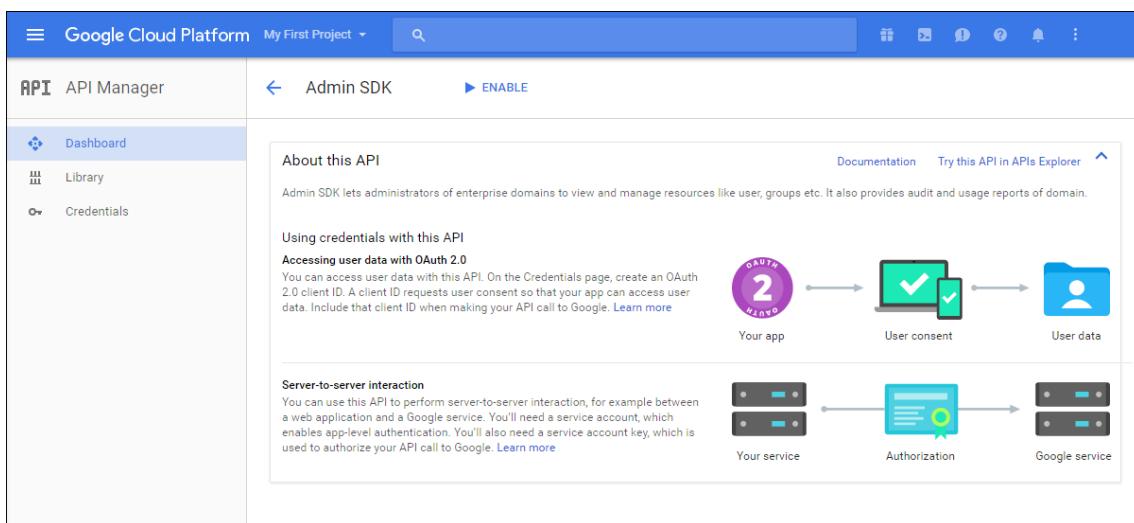 Google Cloud Platform My First Project
API API Manager
Admin SDK ENABLE
Dashboard
Library
Credentials
About this API Documentation Try this API in APIs Explorer
Admin SDK lets administrators of enterprise domains to view and manage resources like user, groups etc. It also provides audit and usage reports of domain.
Using credentials with this API
Accessing user data with OAuth 2.0
You can access user data with this API. On the Credentials page, create an OAuth
2.0 client ID. A client ID requests user consent so that your app can access user
data. Include that client ID when making your API call to Google. Learn more
OAUTH
2
OAUTH
Your app User consent User data
Server-to-server interaction
You can use this API to perform server-to-server interaction, for example between
a web application and a Google service. You'll need a service account, which
enables app-level authentication. You'll also need a service account key, which is
used to authorize your API call to Google. Learn more
Your service Authorization Google service